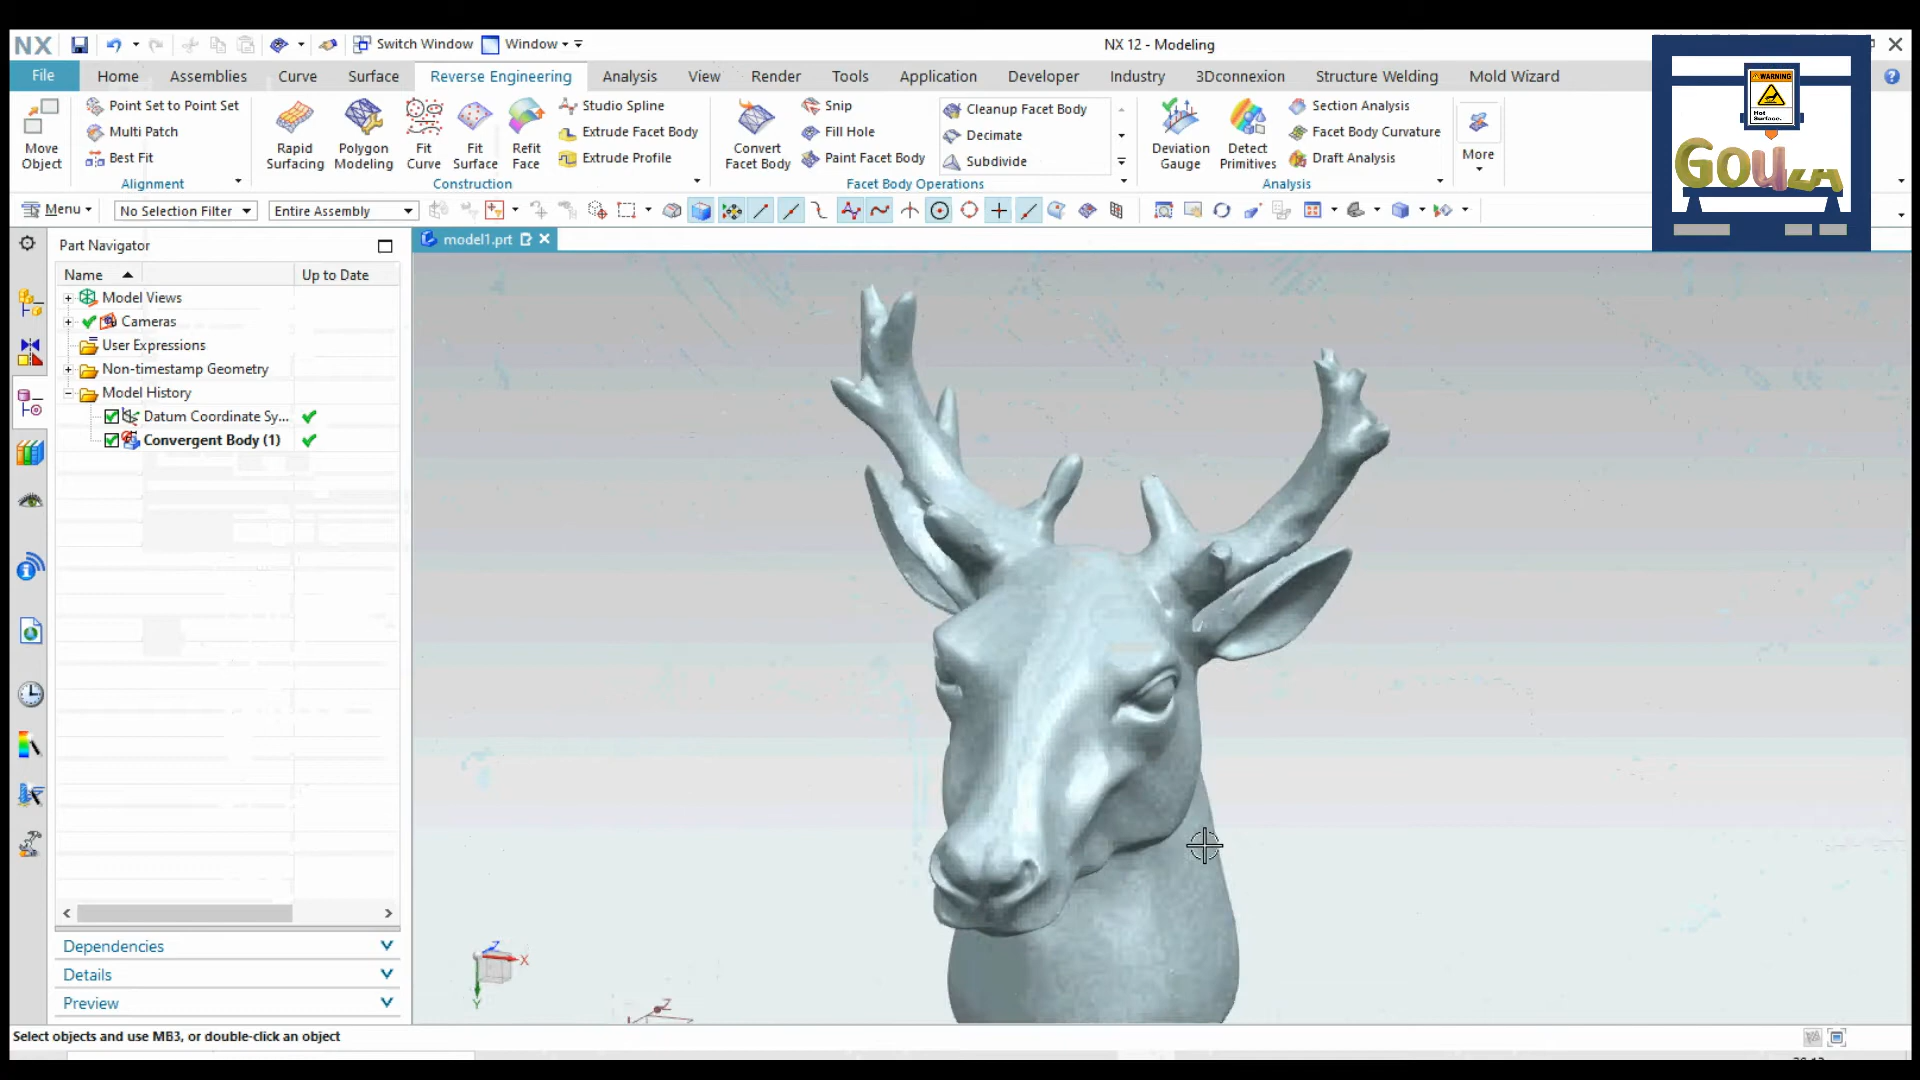 NX Switch Window Window NX 12 - Modeling
File Home Assemblies Curve Surface Reverse Engineering Analysis View Render Tools Application Developer Industry 3Dconnexion Structure Welding Mold Wizard
WARNING
Hot Surface.
GOUZA
Move Object
Point Set to Point Set
Multi Patch
Best Fit
Alignment
Rapid Surfacing
Polygon Modeling
Fit Curve
Fit Surface
Refit Face
Studio Spline
Extrude Facet Body
Extrude Profile
Construction
Convert Facet Body
Snip
Fill Hole
Paint Facet Body
Cleanup Facet Body
Decimate
Subdivide
Facet Body Operations
Deviation Gauge
Detect Primitives
Section Analysis
Facet Body Curvature
Draft Analysis
Analysis
More
Menu No Selection Filter Entire Assembly
Part Navigator
model1.prt
Name Up to Date
Model Views
Cameras
User Expressions
Non-timestamp Geometry
Model History
Datum Coordinate Sy...
Convergent Body (1)
Dependencies
Details
Preview
Z
X
Y
Z
Select objects and use MB3, or double-click an object